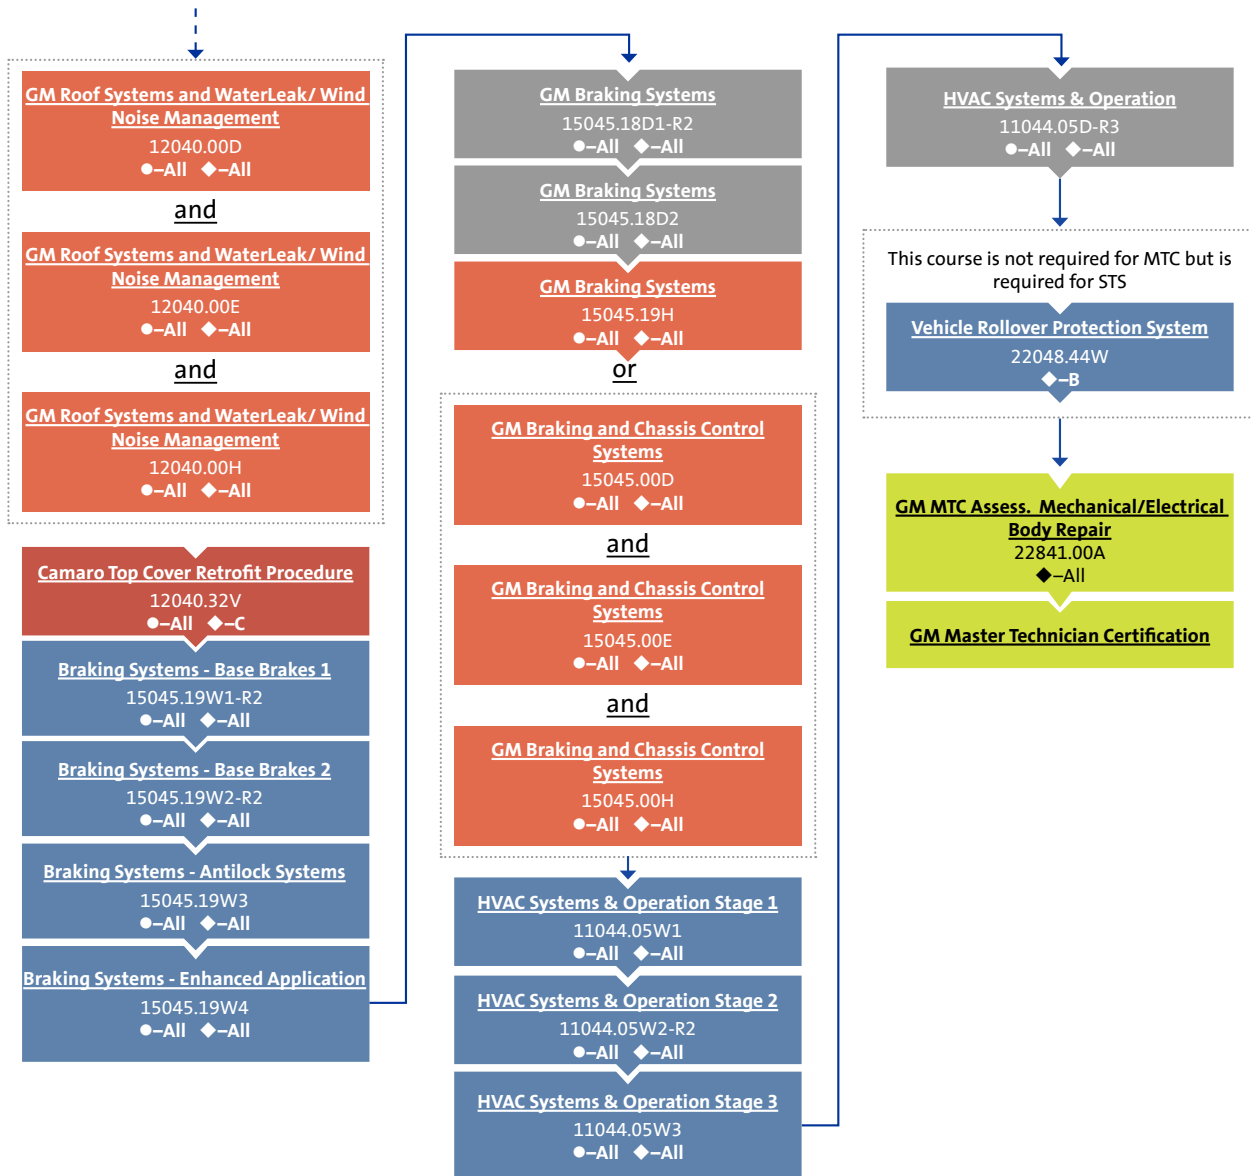 GM Roof Systems and WaterLeak/ Wind
Noise Management
12040.00D
●–All ◆–All
and
GM Roof Systems and WaterLeak/ Wind
Noise Management
12040.00E
●–All ◆–All
and
GM Roof Systems and WaterLeak/ Wind
Noise Management
12040.00H
●–All ◆–All
Camaro Top Cover Retrofit Procedure
12040.32V
●–All ◆–C
Braking Systems - Base Brakes 1
15045.19W1-R2
●–All ◆–All
Braking Systems - Base Brakes 2
15045.19W2-R2
●–All ◆–All
Braking Systems - Antilock Systems
15045.19W3
●–All ◆–All
Braking Systems - Enhanced Application
15045.19W4
●–All ◆–All
GM Braking Systems
15045.18D1-R2
●–All ◆–All
GM Braking Systems
15045.18D2
●–All ◆–All
GM Braking Systems
15045.19H
●–All ◆–All
or
GM Braking and Chassis Control
Systems
15045.00D
●–All ◆–All
and
GM Braking and Chassis Control
Systems
15045.00E
●–All ◆–All
and
GM Braking and Chassis Control
Systems
15045.00H
●–All ◆–All
HVAC Systems & Operation Stage 1
11044.05W1
●–All ◆–All
HVAC Systems & Operation Stage 2
11044.05W2-R2
●–All ◆–All
HVAC Systems & Operation Stage 3
11044.05W3
●–All ◆–All
HVAC Systems & Operation
11044.05D-R3
●–All ◆–All
This course is not required for MTC but is
required for STS
Vehicle Rollover Protection System
22048.44W
◆–B
GM MTC Assess. Mechanical/Electrical
Body Repair
22841.00A
◆–All
GM Master Technician Certification